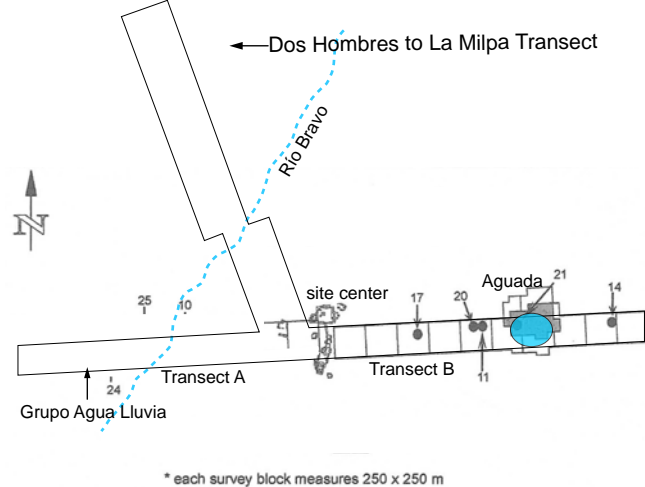 Dos Hombres to La Milpa Transect
Río Bravo
N
25
10
site center
17
20
Aguada
21
14
11
Transect A
Transect B
24
Grupo Agua Lluvia
* each survey block measures 250 x 250 m